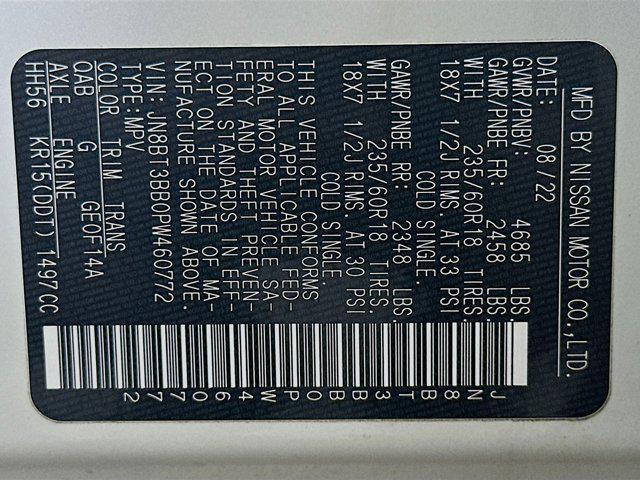 MFD BY NISSAN MOTOR CO.,LTD.
DATE: 08/22
GVWR/PNBV: 4685 LBS
GAWR/PNBE FR: 2458 LBS.
18X7 1/2J RIMS. AT 33 PSI
WITH 235/60R18 TIRES.
COLD SINGLE.
GAWR/PNBE RR: 2348 LBS.
18X7 1/2J RIMS. AT 30 PSI
WITH 235/60R18 TIRES.
COLD SINGLE.
THIS VEHICLE CONFORMS
TO ALL APPLICABLE FED-
ERAL MOTOR VEHICLE SA-
FETY AND THEFT PREVEN-
TION STANDARDS IN EFF-
ECT ON THE DATE OF MA-
NUFACTURE SHOWN ABOVE.
VIN: JN8BT3BB0PW460772
TYPE: MPV
COLOR TRIM TRANS
QAB G GE0F14A
AXLE ENGINE
HH56 KR15(DDT) 1497CC
JN8BT3BB0PW460772